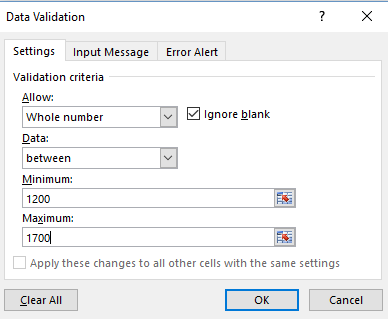 Data Validation ? ×
Settings Input Message Error Alert
Validation criteria
Allow:
Whole number Ignore blank
Data:
between
Minimum:
1200
Maximum:
1700
Apply these changes to all other cells with the same settings
Clear All OK Cancel